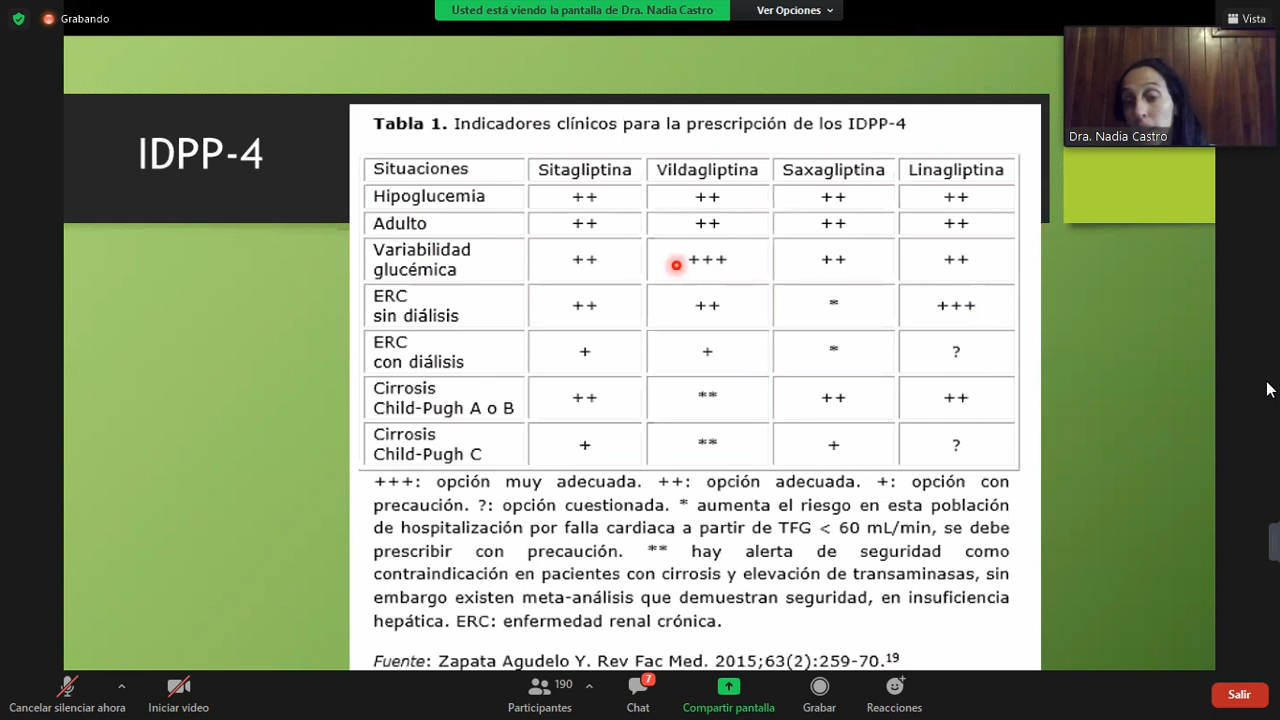 Grabando
Usted está viendo la pantalla de Dra. Nadia Castro
Ver Opciones
Vista
Dra. Nadia Castro
IDPP-4
Tabla 1. Indicadores clínicos para la prescripción de los IDPP-4
Situaciones Sitagliptina Vildagliptina Saxagliptina Linagliptina
Hipoglucemia ++ ++ ++ ++
Adulto ++ ++ ++ ++
Variabilidad
glucémica ++ +++ ++ ++
ERC
sin diálisis ++ ++ * +++
ERC
con diálisis + + * ?
Cirrosis
Child-Pugh A o B ++ ** ++ ++
Cirrosis
Child-Pugh C + ** + ?
+++: opción muy adecuada. ++: opción adecuada. +: opción con
precaución. ?: opción cuestionada. * aumenta el riesgo en esta población
de hospitalización por falla cardiaca a partir de TFG < 60 mL/min, se debe
prescribir con precaución. ** hay alerta de seguridad como
contraindicación en pacientes con cirrosis y elevación de transaminasas, sin
embargo existen meta-análisis que demuestran seguridad, en insuficiencia
hepática. ERC: enfermedad renal crónica.
Fuente: Zapata Agudelo Y. Rev Fac Med. 2015;63(2):259-70.19
Cancelar silenciar ahora
Iniciar video
190
Participantes
7
Chat
Compartir pantalla
Grabar
Reacciones
Salir